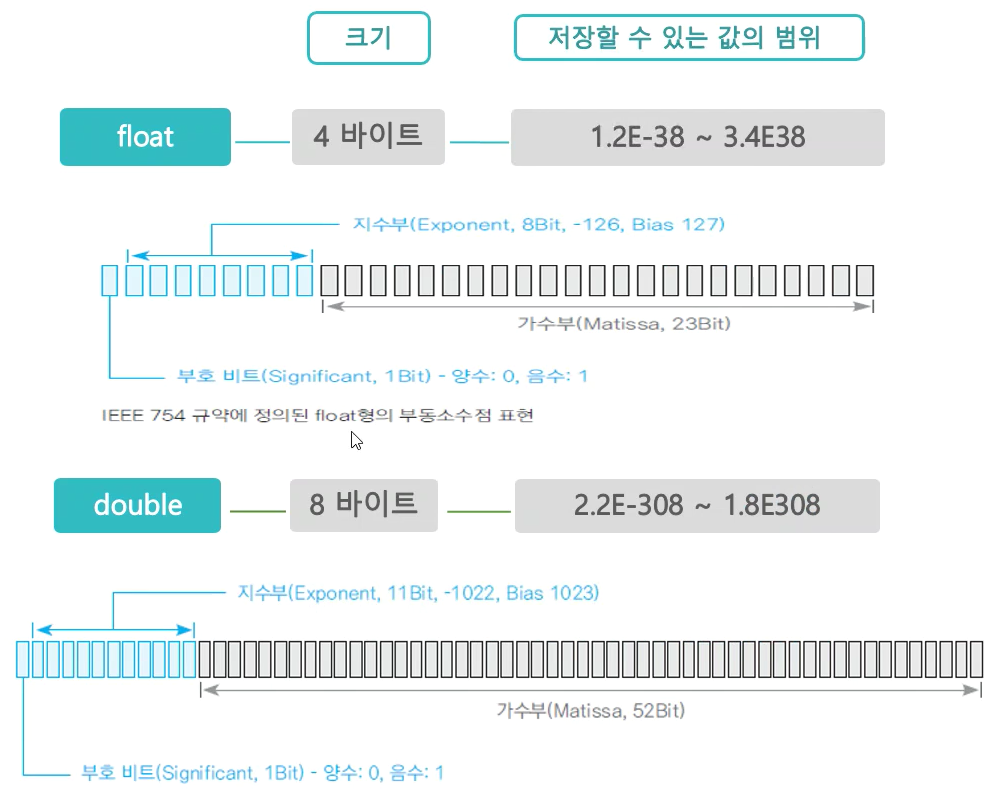 크기
저장할 수 있는 값의 범위
float
4 바이트
1.2E-38 ~ 3.4E38
지수부(Exponent, 8Bit, -126, Bias 127)
가수부(Matissa, 23Bit)
부호 비트(Significant, 1Bit) - 양수: 0, 음수: 1
IEEE 754 규약에 정의된 float형의 부동소수점 표현
double
8 바이트
2.2E-308 ~ 1.8E308
지수부(Exponent, 11Bit, -1022, Bias 1023)
가수부(Matissa, 52Bit)
부호 비트(Significant, 1Bit) - 양수: 0, 음수: 1